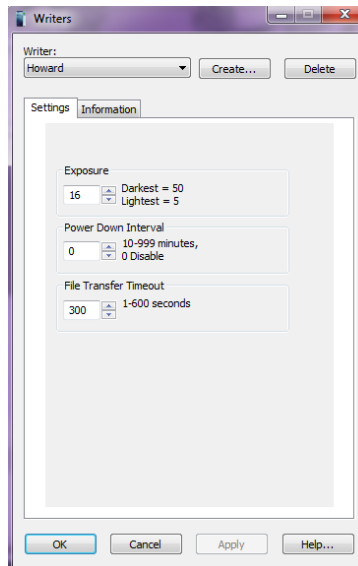 Writers
Writer:
Howard Create... Delete
Settings Information
Exposure
16 Darkest = 50
Lightest = 5
Power Down Interval
0 10-999 minutes,
0 Disable
File Transfer Timeout
300 1-600 seconds
OK Cancel Apply Help...